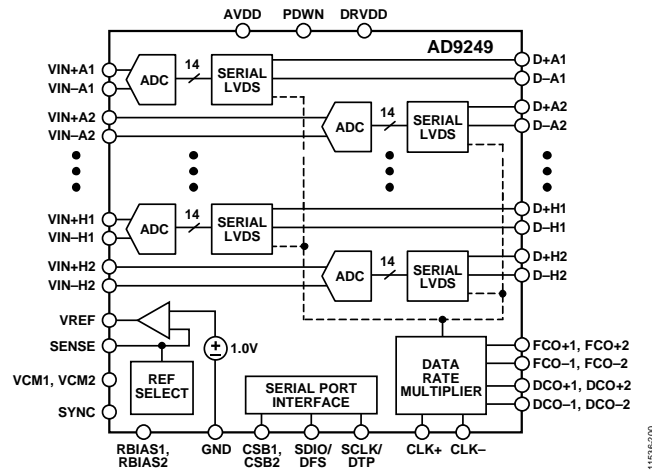 AVDD PDWN DRVDD
AD9249
VIN+A1
VIN–A1
ADC
14
SERIAL
LVDS
D+A1
D–A1
VIN+A2
VIN–A2
ADC
14
SERIAL
LVDS
D+A2
D–A2
VIN+H1
VIN–H1
ADC
14
SERIAL
LVDS
D+H1
D–H1
VIN+H2
VIN–H2
ADC
14
SERIAL
LVDS
D+H2
D–H2
VREF
SENSE
VCM1, VCM2
SYNC
REF
SELECT
1.0V
SERIAL PORT
INTERFACE
DATA
RATE
MULTIPLIER
FCO+1, FCO+2
FCO–1, FCO–2
DCO+1, DCO+2
DCO–1, DCO–2
RBIAS1,
RBIAS2
GND
CSB1,
CSB2
SDIO/
DFS
SCLK/
DTP
CLK+
CLK–
11536-200